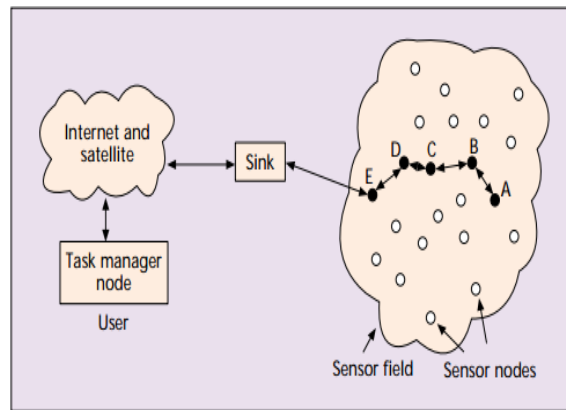 Internet and
satellite
Sink
Task manager
node
User
D
C
B
E
A
Sensor field
Sensor nodes